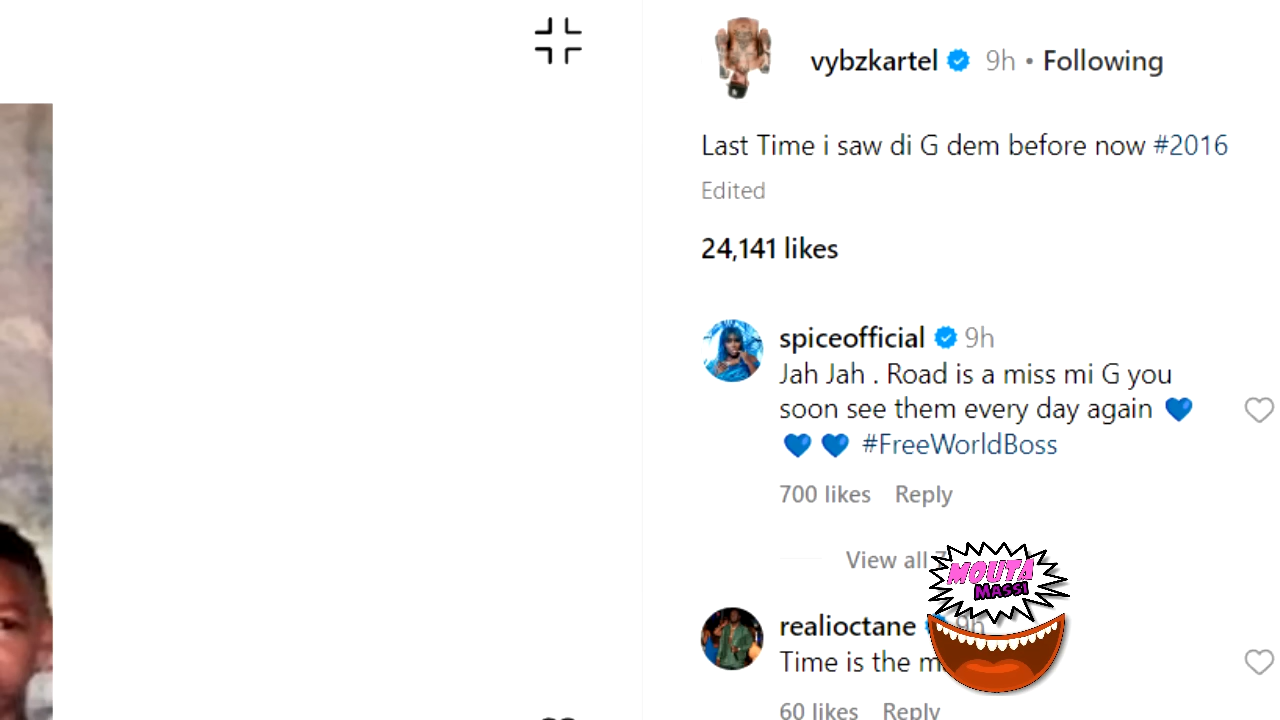 vybzkartel 9h • Following
Last Time i saw di G dem before now #2016
Edited
24,141 likes
spiceofficial 9h
Jah Jah . Road is a miss mi G you
soon see them every day again 💙
💙 💙 #FreeWorldBoss
700 likes Reply
View all
MOUTA
MASSI
realioctane 9h
Time is the
60 likes Reply